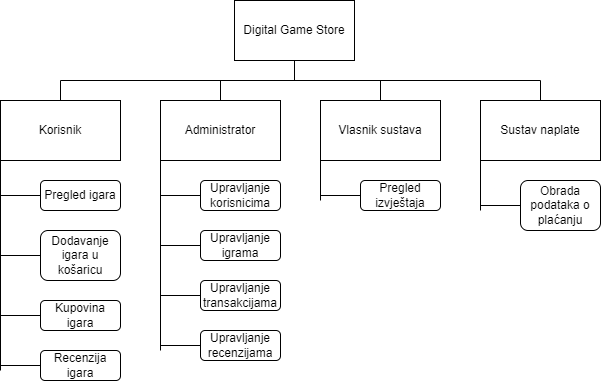 Digital Game Store
Korisnik
Administrator
Vlasnik sustava
Sustav naplate
Pregled igara
Dodavanje
igara u
košaricu
Kupovina
igara
Recenzija
igara
Upravljanje
korisnicima
Upravljanje
igrama
Upravljanje
transakcijama
Upravljanje
recenzijama
Pregled
izvještaja
Obrada
podataka o
plaćanju